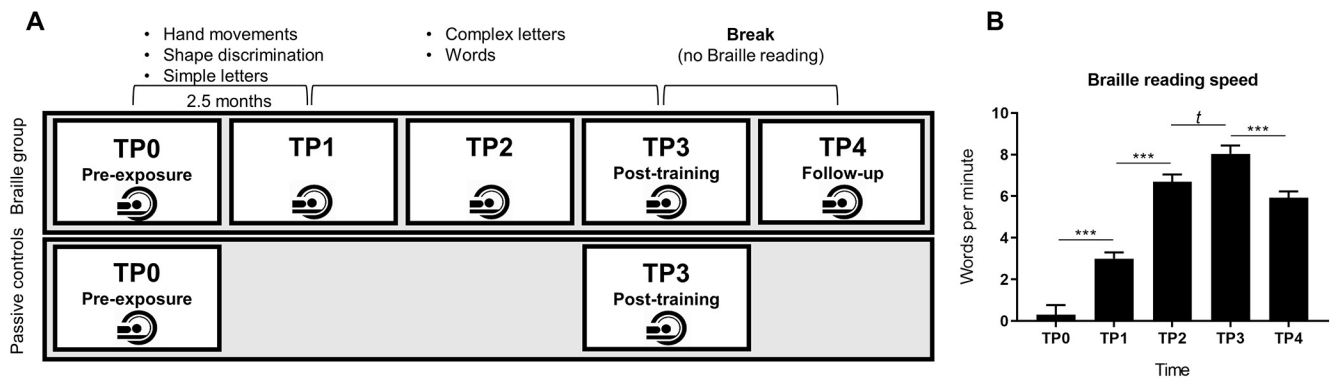 A
• Hand movements
• Shape discrimination
• Simple letters
• Complex letters
• Words
Break
(no Braille reading)
2.5 months
Braille group
TP0
Pre-exposure
TP1
TP2
TP3
Post-training
TP4
Follow-up
Passive controls
TP0
Pre-exposure
TP3
Post-training
B
Braille reading speed
Words per minute
10
8
6
4
2
0
***
***
t
***
TP0 TP1 TP2 TP3 TP4
Time